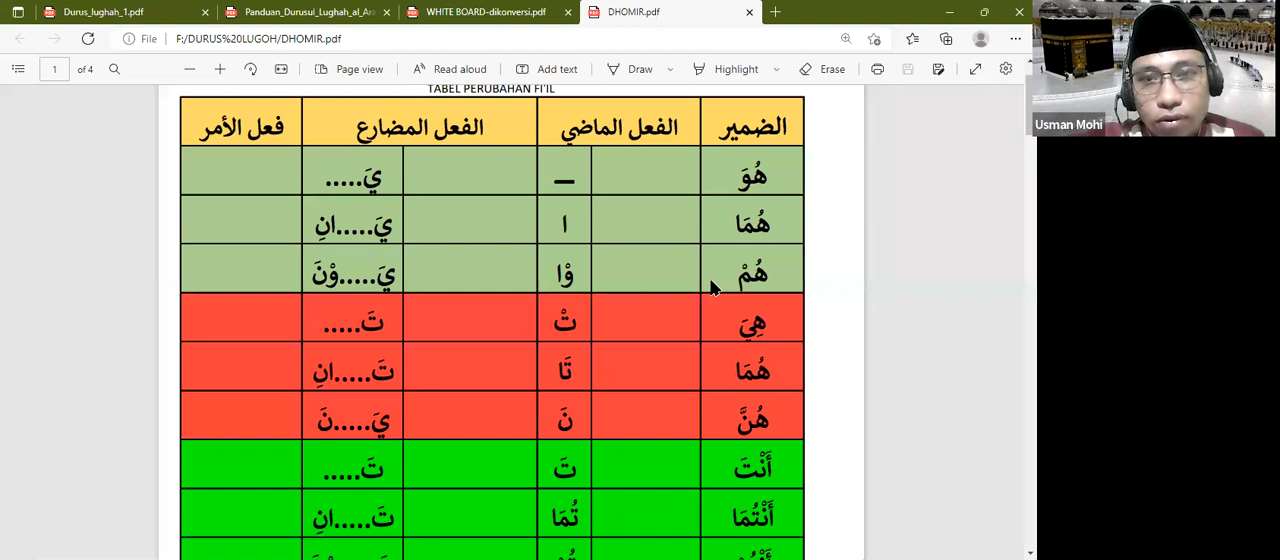 Durus_lughah_1.pdf
Panduan_Durusul_Lughah_al_Ara
WHITE BOARD-dikonversi.pdf
DHOMIR.pdf
File
F:/DURUS%20LUGOH/DHOMIR.pdf
1 of 4
Page view
Read aloud
Add text
Draw
Highlight
Erase
Usman Mohi
TABEL PERUBAHAN FI'IL
الضمير الفعل الماضي الفعل المضارع فعل الأمر
هُوَ ــ يَ.....
هُمَا ا يَ.....انِ
هُمْ وْا يَ.....وْنَ
هِيَ تْ تَ.....
هُمَا تَا تَ.....انِ
هُنَّ نَ يَ.....نَ
أَنْتَ تَ تَ.....
أَنْتُمَا تُمَا تَ.....انِ